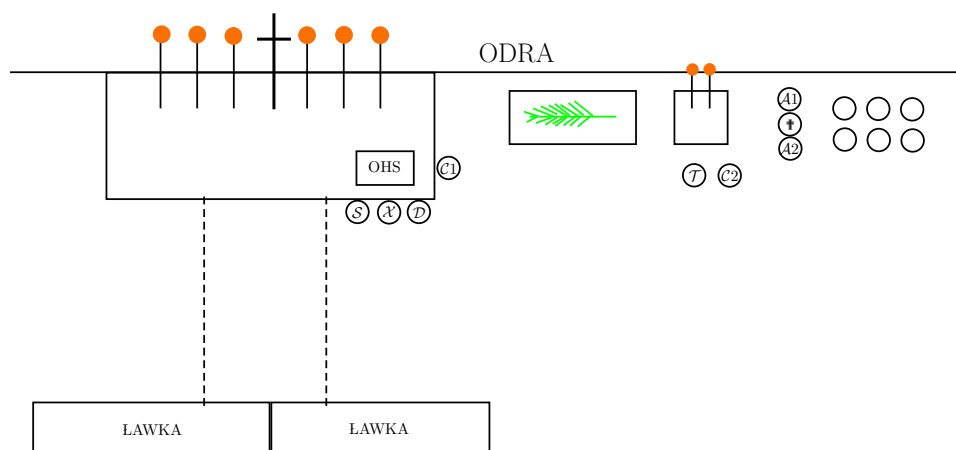 ODRA
A1
✟
A2
OHS
C1
T
C2
S X D
ŁAWKA ŁAWKA